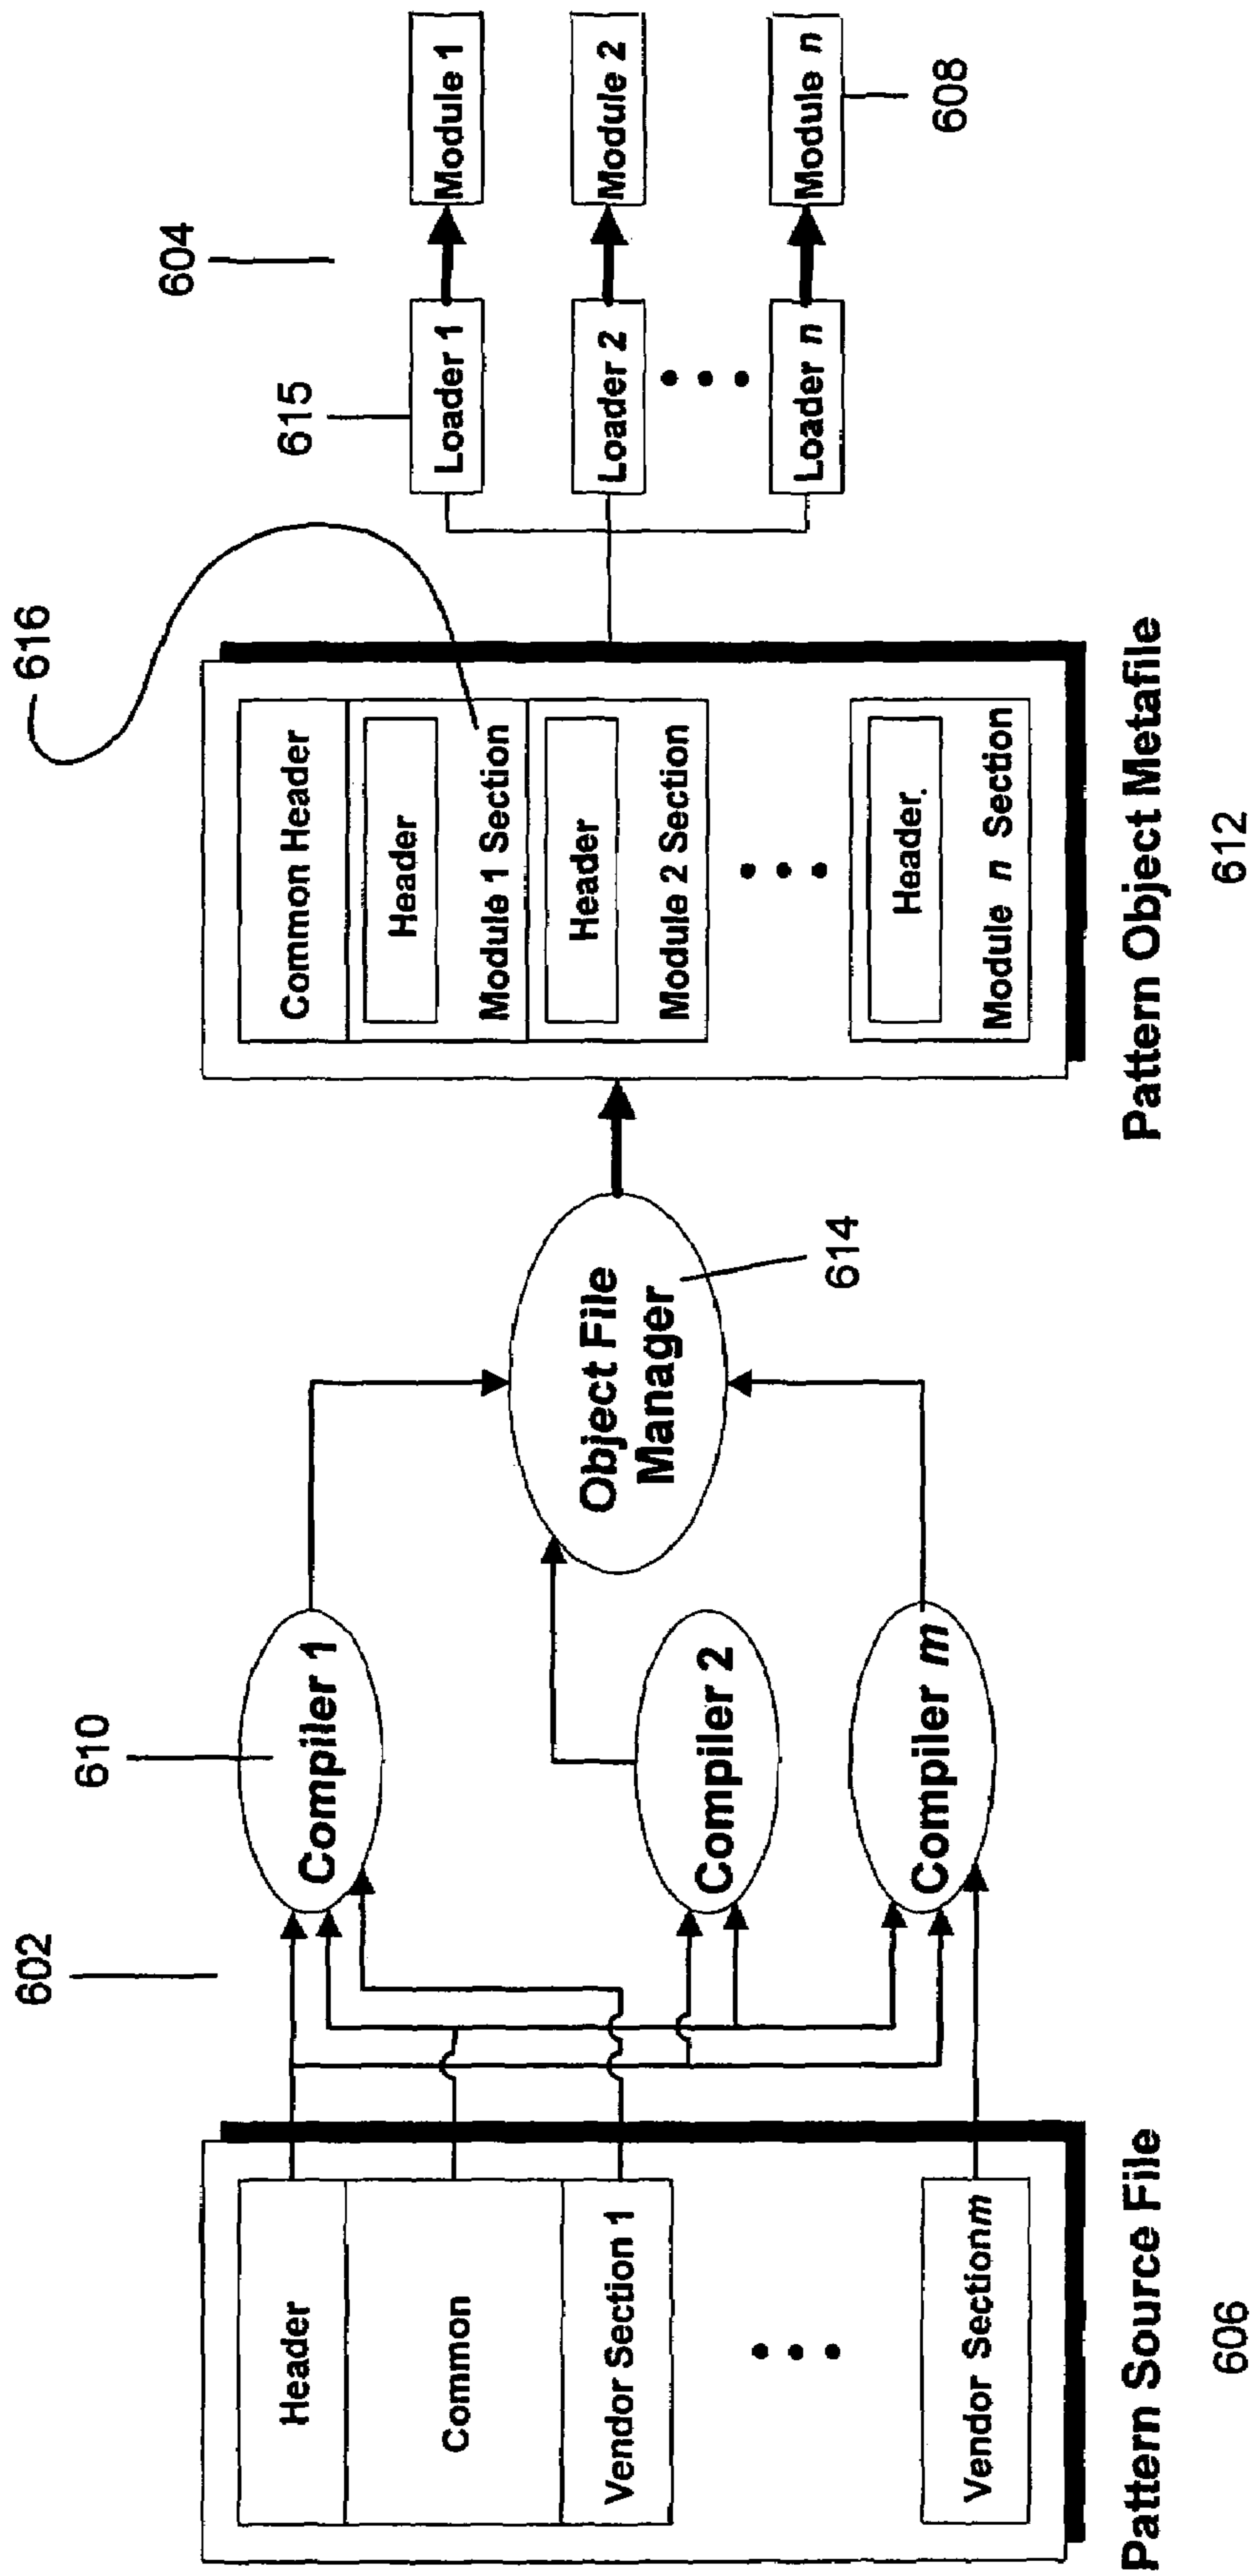 602
610
616
615
604
Header
Common
Vendor Section 1
Vendor Section m
Compiler 1
Compiler 2
Compiler m
Object File
Manager
614
Common Header
Header
Module 1 Section
Header
Module 2 Section
Header
Module n Section
Loader 1
Module 1
Loader 2
Module 2
Loader n
Module n
608
Pattern Source File
606
Pattern Object Metafile
612